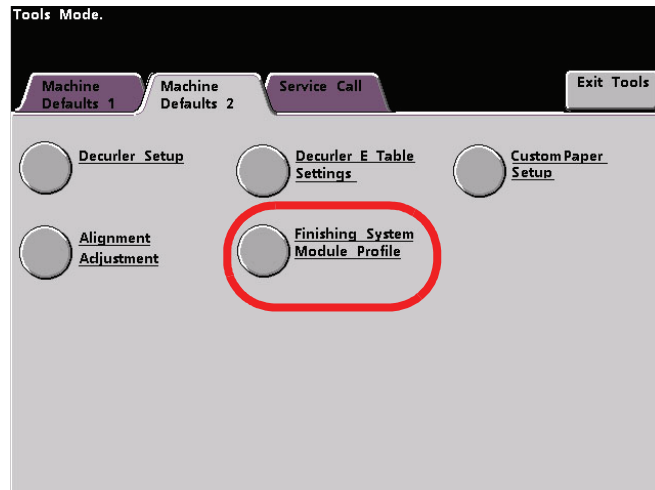 Tools Mode.
Machine
Defaults 1
Machine
Defaults 2
Service Call
Exit Tools
Decurler Setup
Decurler E Table
Settings
Custom Paper
Setup
Alignment
Adjustment
Finishing System
Module Profile